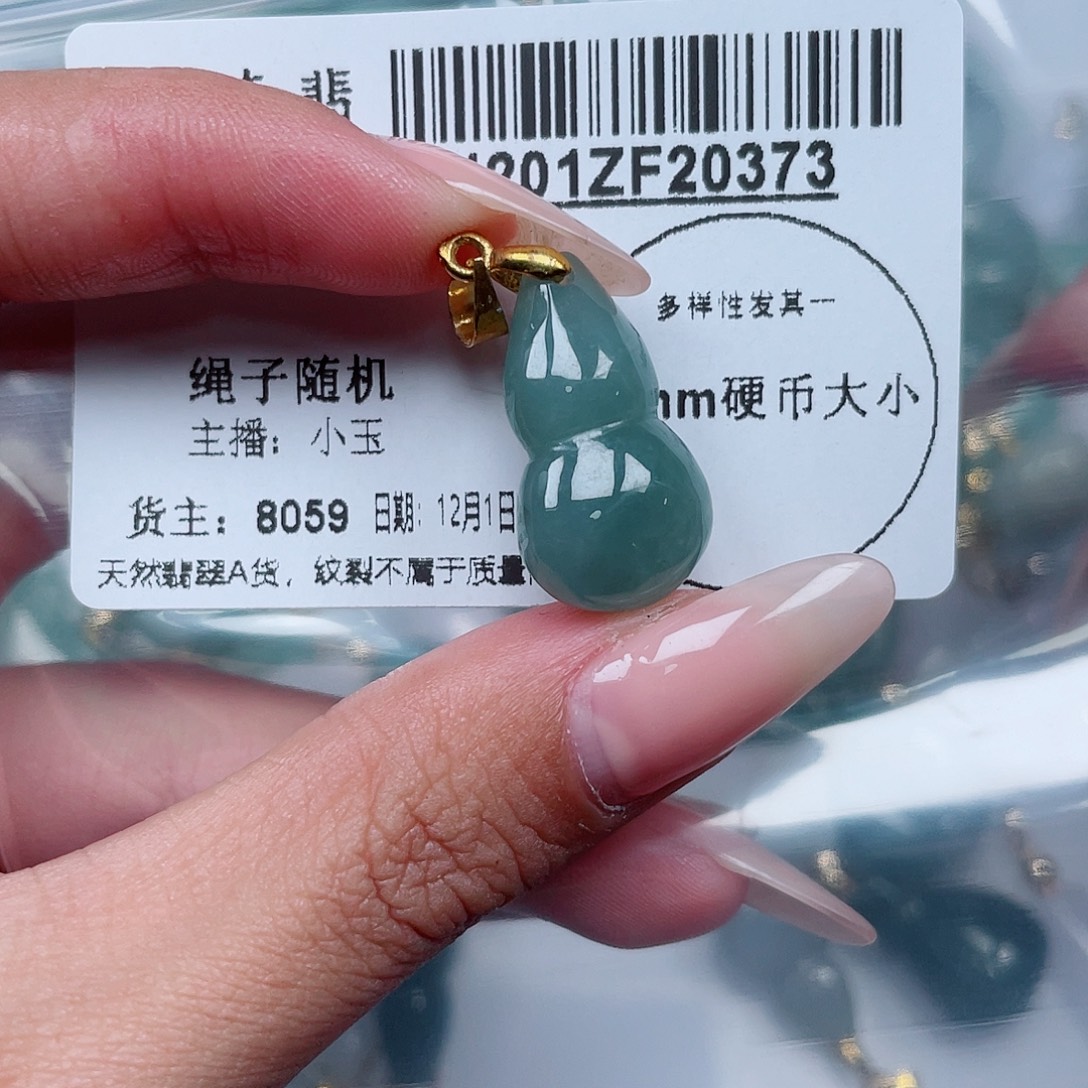 翡
1201ZF20373
多样性发其一
mm硬币大小
绳子随机
主播：小玉
货主：8059 日期：12月1日
天然翡翠A货，纹裂不属于质量